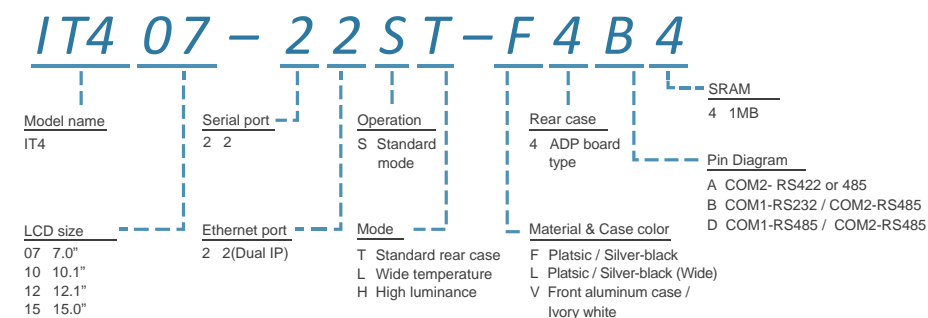 IT4 07 – 2 2 S T – F 4 B 4
SRAM
4 1MB
Model name
IT4
Serial port
2 2
Operation
S Standard
mode
Rear case
4 ADP board
type
Pin Diagram
A COM2- RS422 or 485
B COM1-RS232 / COM2-RS485
D COM1-RS485 / COM2-RS485
LCD size
07 7.0”
10 10.1”
12 12.1”
15 15.0”
Ethernet port
2 2(Dual IP)
Mode
T Standard rear case
L Wide temperature
H High luminance
Material & Case color
F Platsic / Silver-black
L Platsic / Silver-black (Wide)
V Front aluminum case /
Ivory white